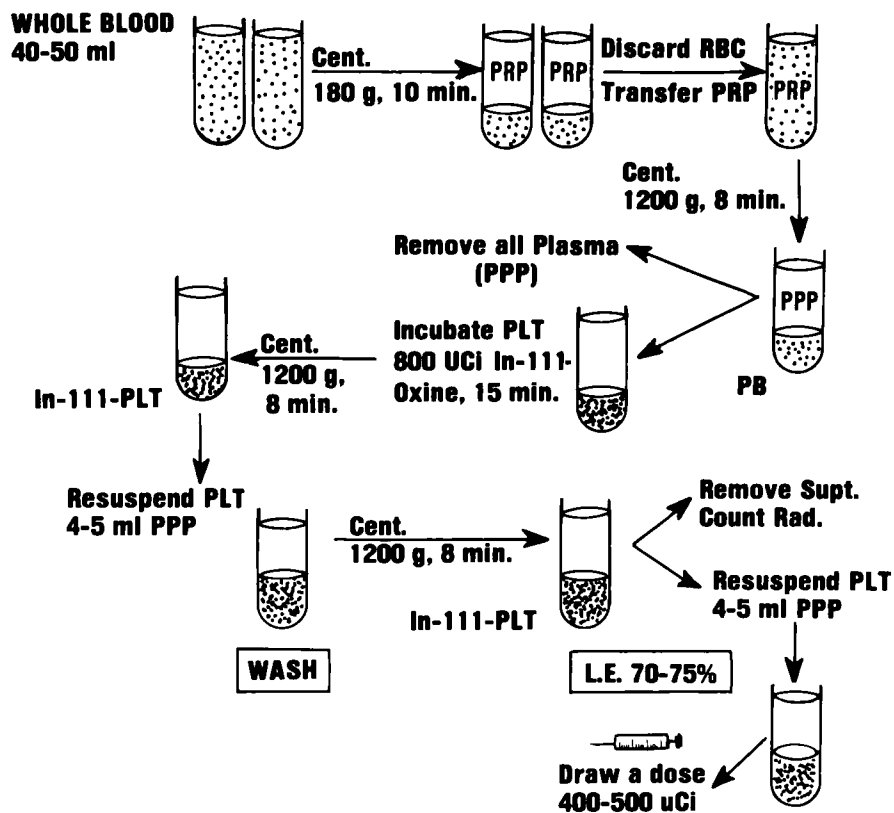 WHOLE BLOOD
40-50 ml
Cent.
180 g, 10 min.
PRP
PRP
Discard RBC
Transfer PRP
PRP
Cent.
1200 g, 8 min.
Remove all Plasma
(PPP)
PPP
PB
Incubate PLT
800 UCi In-111-
Oxine, 15 min.
Cent.
1200 g,
8 min.
In-111-PLT
Resuspend PLT
4-5 ml PPP
WASH
Cent.
1200 g, 8 min.
In-111-PLT
L.E. 70-75%
Remove Supt.
Count Rad.
Resuspend PLT
4-5 ml PPP
Draw a dose
400-500 uCi